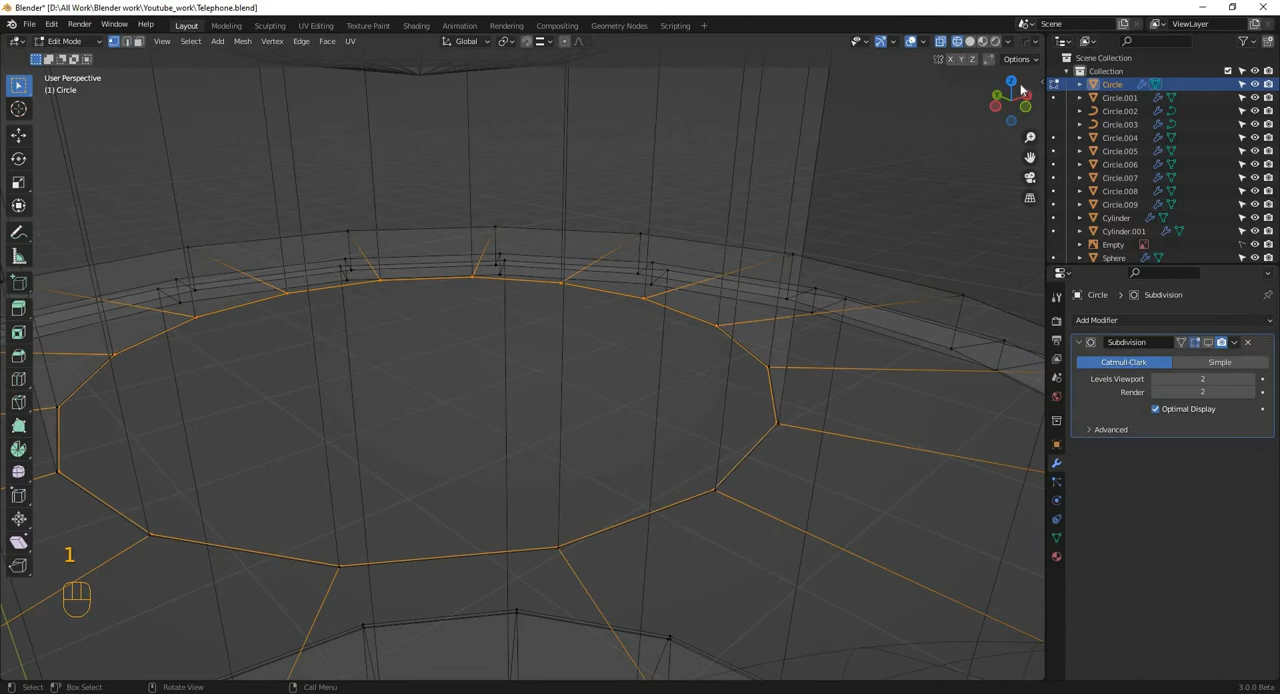 Blender* [D:\All Work\Blender work\Youtube_work\Telephone.blend]
File Edit Render Window Help Layout Modeling Sculpting UV Editing Texture Paint Shading Animation Rendering Compositing Geometry Nodes Scripting + Scene ViewLayer
Edit Mode View Select Add Mesh Vertex Edge Face UV Global
X Y Z Options
User Perspective
(1) Circle
Z
Y
Scene Collection
Collection
Circle
Circle.001
Circle.002
Circle.003
Circle.004
Circle.005
Circle.006
Circle.007
Circle.008
Circle.009
Cylinder
Cylinder.001
Empty
Sphere
Circle > Subdivision
Add Modifier
Subdivision
Catmull-Clark Simple
Levels Viewport 2
Render 2
Optimal Display
> Advanced
1
Select Box Select Rotate View Call Menu 3.0.0 Beta